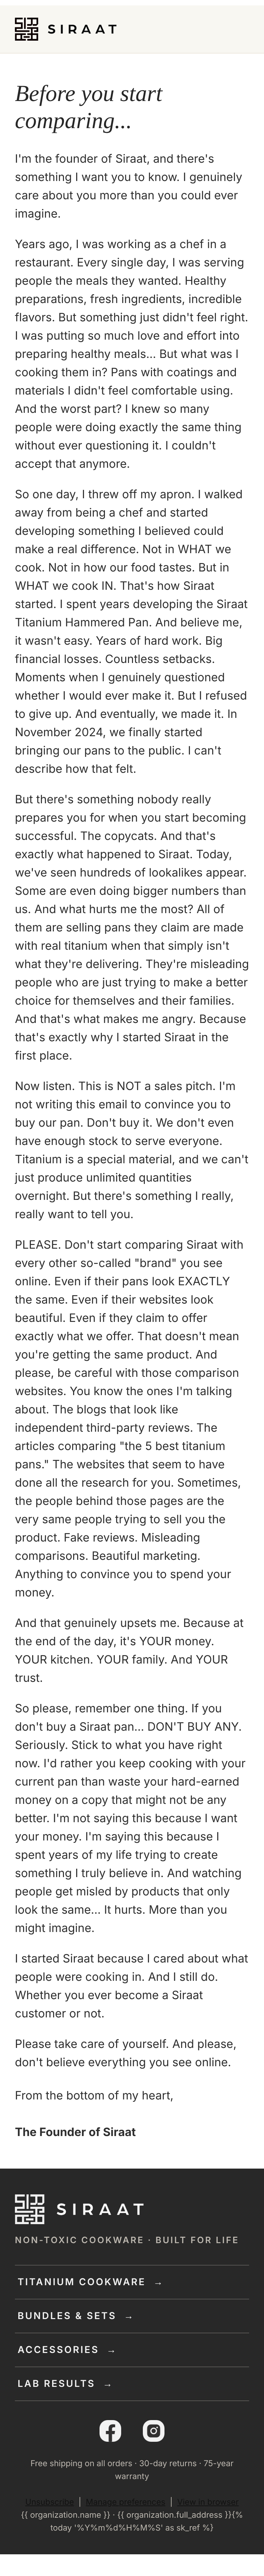 SIRAAT
Before you start
comparing...
I'm the founder of Siraat, and there's
something I want you to know. I genuinely
care about you more than you could ever
imagine.
Years ago, I was working as a chef in a
restaurant. Every single day, I was serving
people the meals they wanted. Healthy
preparations, fresh ingredients, incredible
flavors. But something just didn't feel right.
I was putting so much love and effort into
preparing healthy meals... But what was I
cooking them in? Pans with coatings and
materials I didn't feel comfortable using.
And the worst part? I knew so many
people were doing exactly the same thing
without ever questioning it. I couldn't
accept that anymore.
So one day, I threw off my apron. I walked
away from being a chef and started
developing something I believed could
make a real difference. Not in WHAT we
cook. Not in how our food tastes. But in
WHAT we cook IN. That's how Siraat
started. I spent years developing the Siraat
Titanium Hammered Pan. And believe me,
it wasn't easy. Years of hard work. Big
financial losses. Countless setbacks.
Moments when I genuinely questioned
whether I would ever make it. But I refused
to give up. And eventually, we made it. In
November 2024, we finally started
bringing our pans to the public. I can't
describe how that felt.
But there's something nobody really
prepares you for when you start becoming
successful. The copycats. And that's
exactly what happened to Siraat. Today,
we've seen hundreds of lookalikes appear.
Some are even doing bigger numbers than
us. And what hurts me the most? All of
them are selling pans they claim are made
with real titanium when that simply isn't
what they're delivering. They're misleading
people who are just trying to make a better
choice for themselves and their families.
And that's what makes me angry. Because
that's exactly why I started Siraat in the
first place.
Now listen. This is NOT a sales pitch. I'm
not writing this email to convince you to
buy our pan. Don't buy it. We don't even
have enough stock to serve everyone.
Titanium is a special material, and we can't
just produce unlimited quantities
overnight. But there's something I really,
really want to tell you.
PLEASE. Don't start comparing Siraat with
every other so-called "brand" you see
online. Even if their pans look EXACTLY
the same. Even if their websites look
beautiful. Even if they claim to offer
exactly what we offer. That doesn't mean
you're getting the same product. And
please, be careful with those comparison
websites. You know the ones I'm talking
about. The blogs that look like
independent third-party reviews. The
articles comparing "the 5 best titanium
pans." The websites that seem to have
done all the research for you. Sometimes,
the people behind those pages are the
very same people trying to sell you the
product. Fake reviews. Misleading
comparisons. Beautiful marketing.
Anything to convince you to spend your
money.
And that genuinely upsets me. Because at
the end of the day, it's YOUR money.
YOUR kitchen. YOUR family. And YOUR
trust.
So please, remember one thing. If you
don't buy a Siraat pan... DON'T BUY ANY.
Seriously. Stick to what you have right
now. I'd rather you keep cooking with your
current pan than waste your hard-earned
money on a copy that might not be any
better. I'm not saying this because I want
your money. I'm saying this because I
spent years of my life trying to create
something I truly believe in. And watching
people get misled by products that only
look the same... It hurts. More than you
might imagine.
I started Siraat because I cared about what
people were cooking in. And I still do.
Whether you ever become a Siraat
customer or not.
Please take care of yourself. And please,
don't believe everything you see online.
From the bottom of my heart,
The Founder of Siraat
SIRAAT
NON-TOXIC COOKWARE · BUILT FOR LIFE
TITANIUM COOKWARE →
BUNDLES & SETS →
ACCESSORIES →
LAB RESULTS →
Free shipping on all orders · 30-day returns · 75-year
warranty
Unsubscribe | Manage preferences | View in browser
{{ organization.name }} · {{ organization.full_address }}{%
today '%Y%m%d%H%M%S' as sk_ref %}